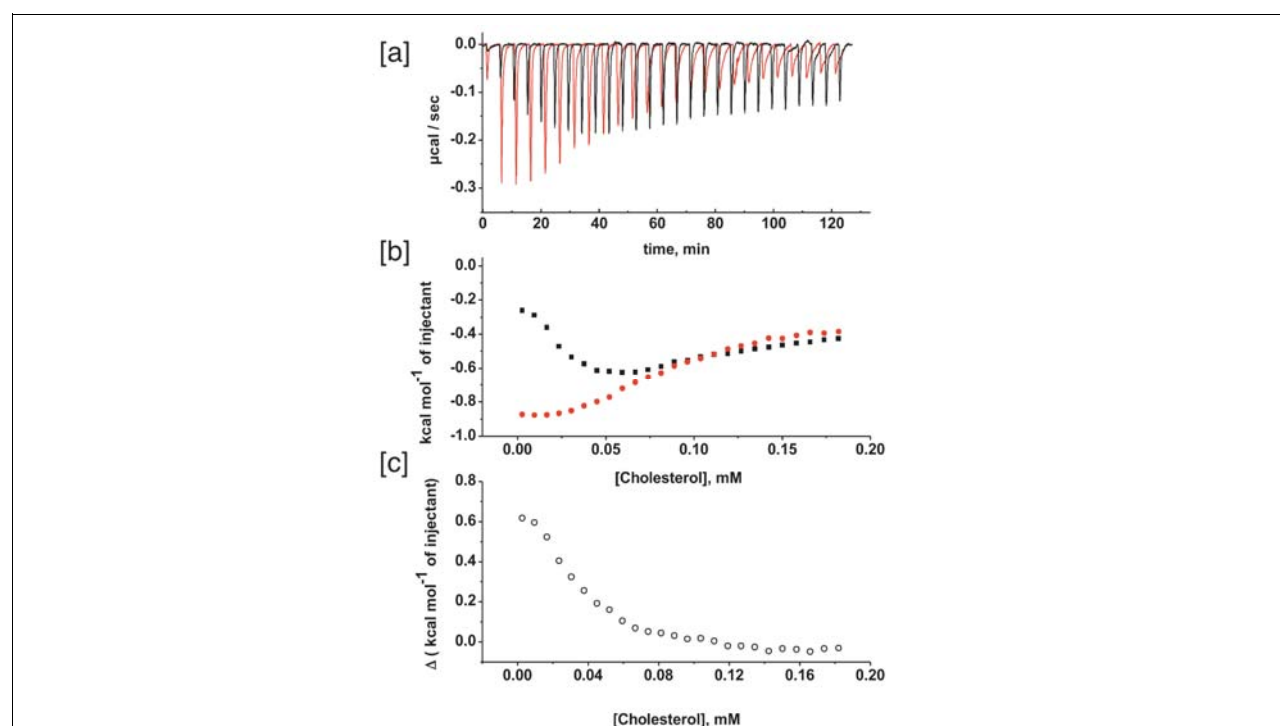 [a]
0.0
-0.1
-0.2
-0.3
µcal / sec
0 20 40 60 80 100 120
time, min
[b]
0.0
-0.2
-0.4
-0.6
-0.8
-1.0
kcal mol⁻¹ of injectant
0.00 0.05 0.10 0.15 0.20
[Cholesterol], mM
[c]
0.8
0.6
0.4
0.2
0.0
Δ ( kcal mol⁻¹ of injectant)
0.00 0.04 0.08 0.12 0.16 0.20
[Cholesterol], mM